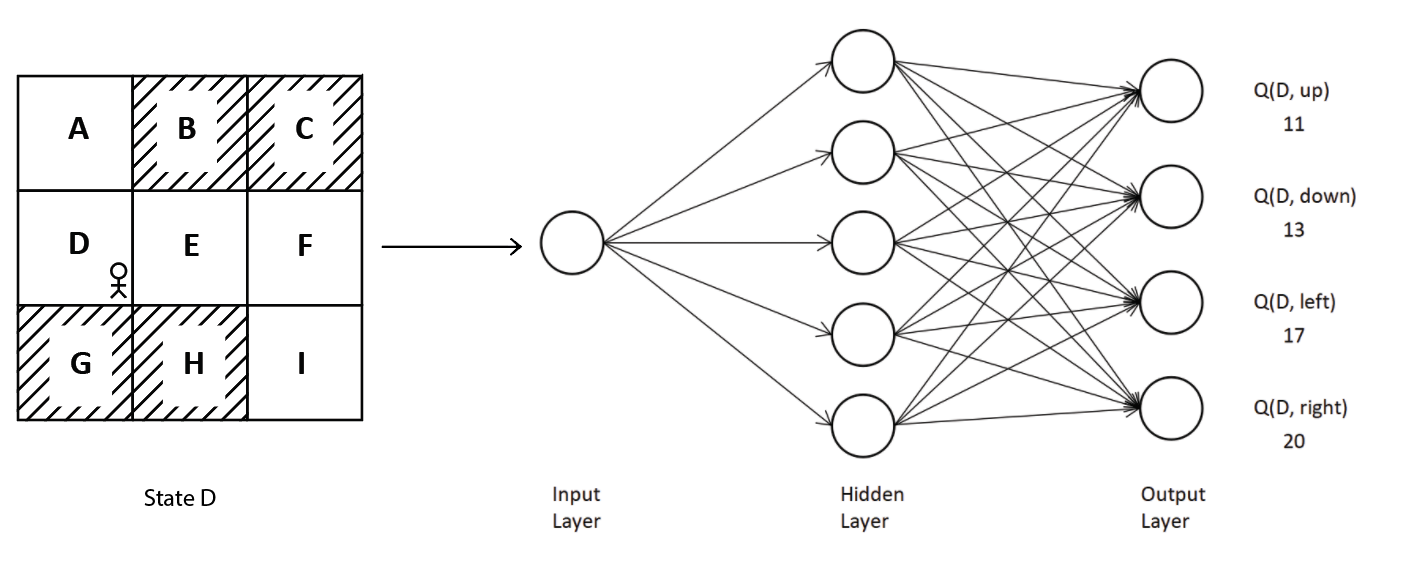 A B C
D E F
G H I
State D
Input
Layer
Hidden
Layer
Output
Layer
Q(D, up)
11
Q(D, down)
13
Q(D, left)
17
Q(D, right)
20